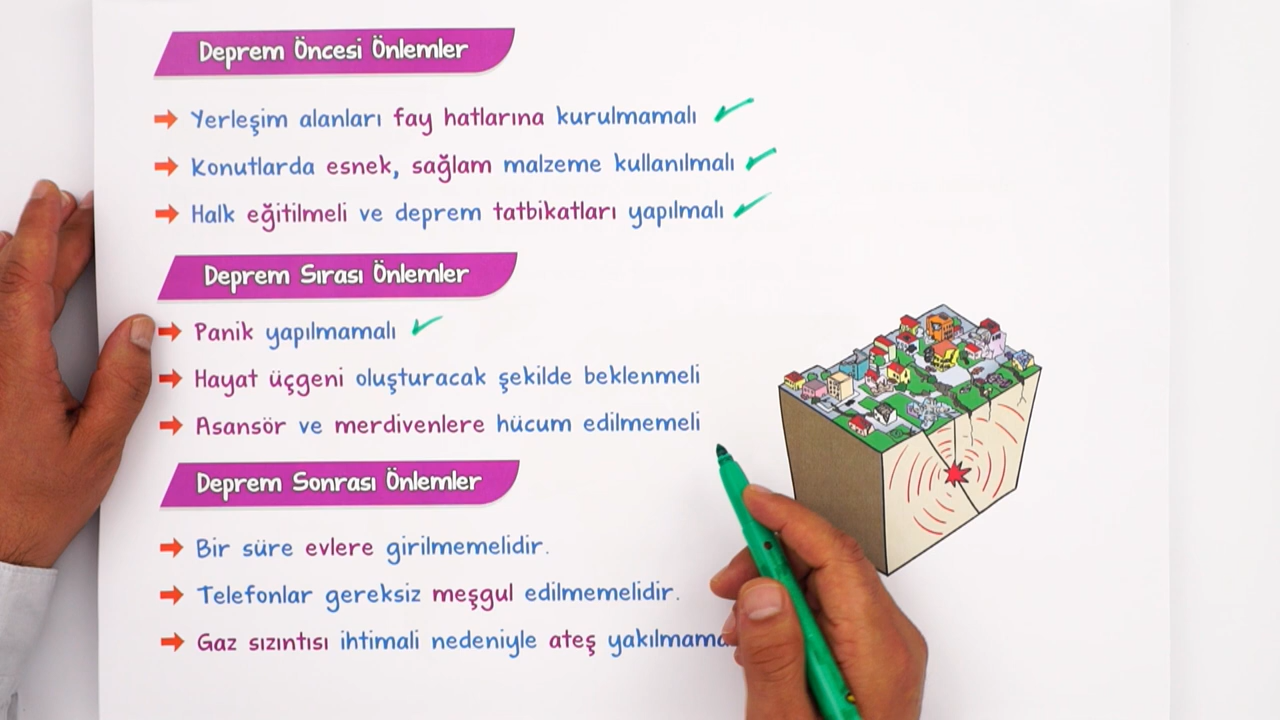 Deprem Öncesi Önlemler
Yerleşim alanları fay hatlarına kurulmamalı
Konutlarda esnek, sağlam malzeme kullanılmalı
Halk eğitilmeli ve deprem tatbikatları yapılmalı
Deprem Sırası Önlemler
Panik yapılmamalı
Hayat üçgeni oluşturacak şekilde beklenmeli
Asansör ve merdivenlere hücum edilmemeli
Deprem Sonrası Önlemler
Bir süre evlere girilmemelidir.
Telefonlar gereksiz meşgul edilmemelidir.
Gaz sızıntısı ihtimali nedeniyle ateş